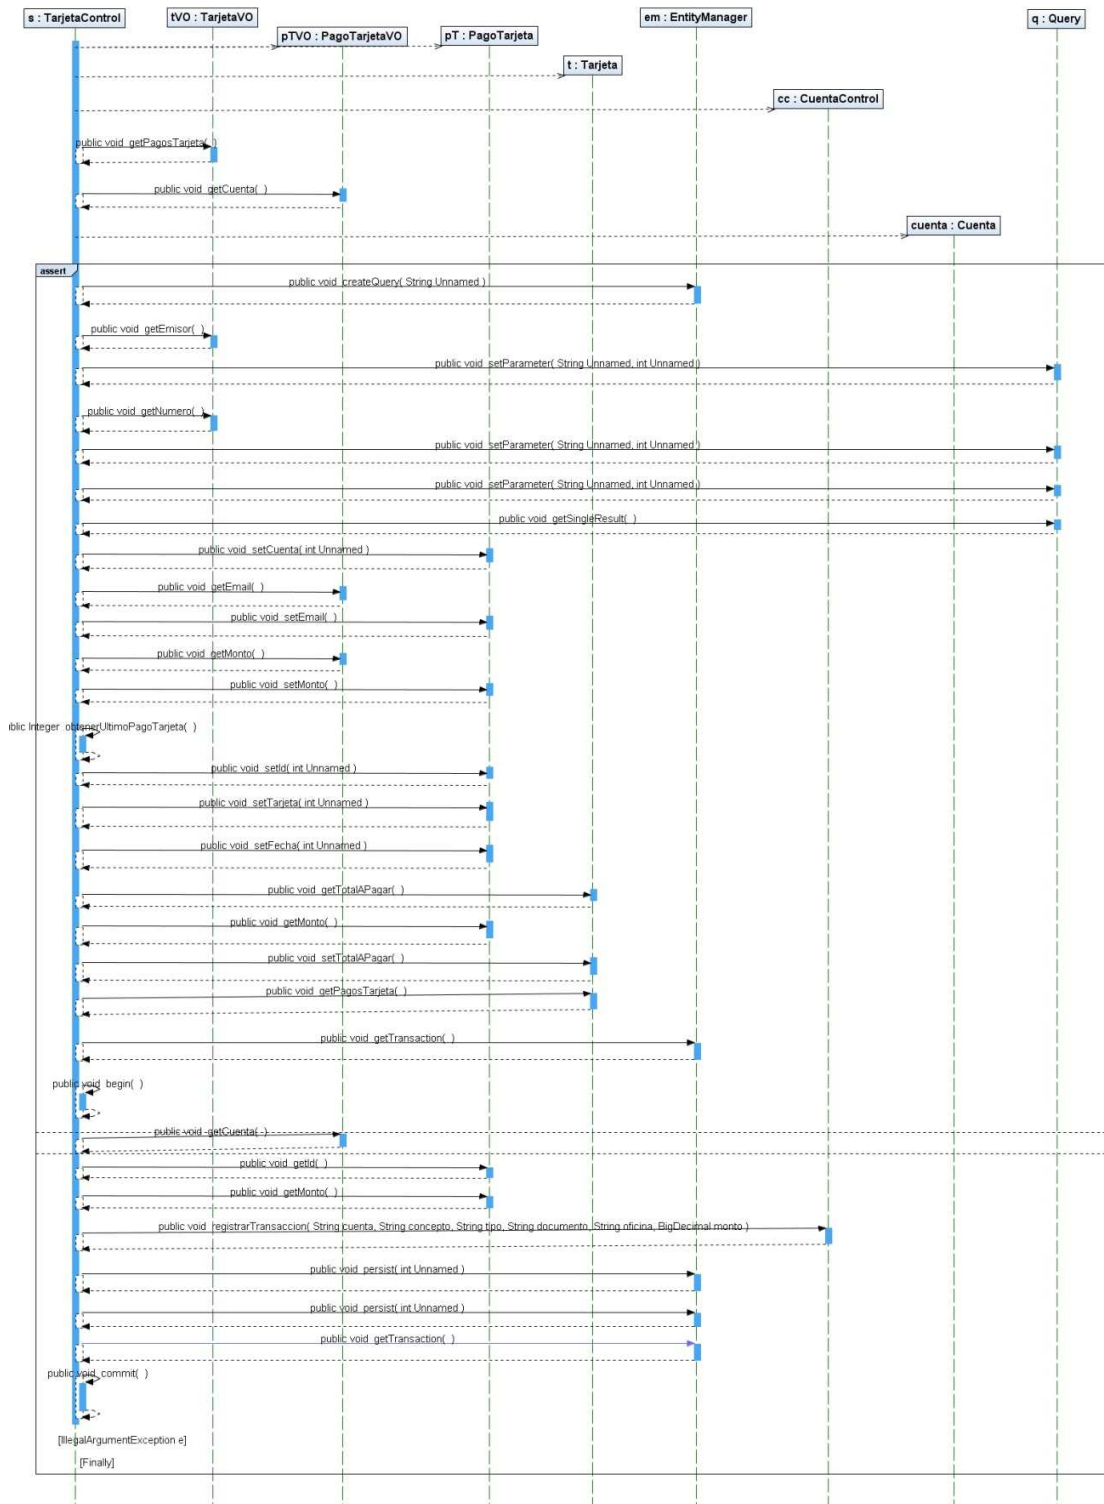 s : TarjetaControl
tVO : TarjetaVO
pTVO : PagoTarjetaVO
pT : PagoTarjeta
em : EntityManager
q : Query
t : Tarjeta
cc : CuentaControl
public void getPagosTarjeta( )
public void getCuenta( )
cuenta : Cuenta
assert
public void createQuery( String Unnamed )
public void getEmisor( )
public void setParameter( String Unnamed, int Unnamed )
public void getNumero( )
public void setParameter( String Unnamed, int Unnamed )
public void setParameter( String Unnamed, int Unnamed )
public void getSingleResult( )
public void setCuenta( int Unnamed )
public void getEmail( )
public void setEmail( )
public void getMonto( )
public void setMonto( )
ublic Integer obtenerUltimoPagoTarjeta( )
public void setId( int Unnamed )
public void setTarjeta( int Unnamed )
public void setFecha( int Unnamed )
public void getTotalAPagar( )
public void getMonto( )
public void setTotalAPagar( )
public void getPagosTarjeta( )
public void getTransaction( )
public void begin( )
public void getCuenta( )
public void getId( )
public void getMonto( )
public void registrarTransaccion( String cuenta, String concepto, String tipo, String documento, String oficina, BigDecimal monto )
public void persist( int Unnamed )
public void persist( int Unnamed )
public void getTransaction( )
public void commit( )
[IllegalArgumentException e]
[Finally]